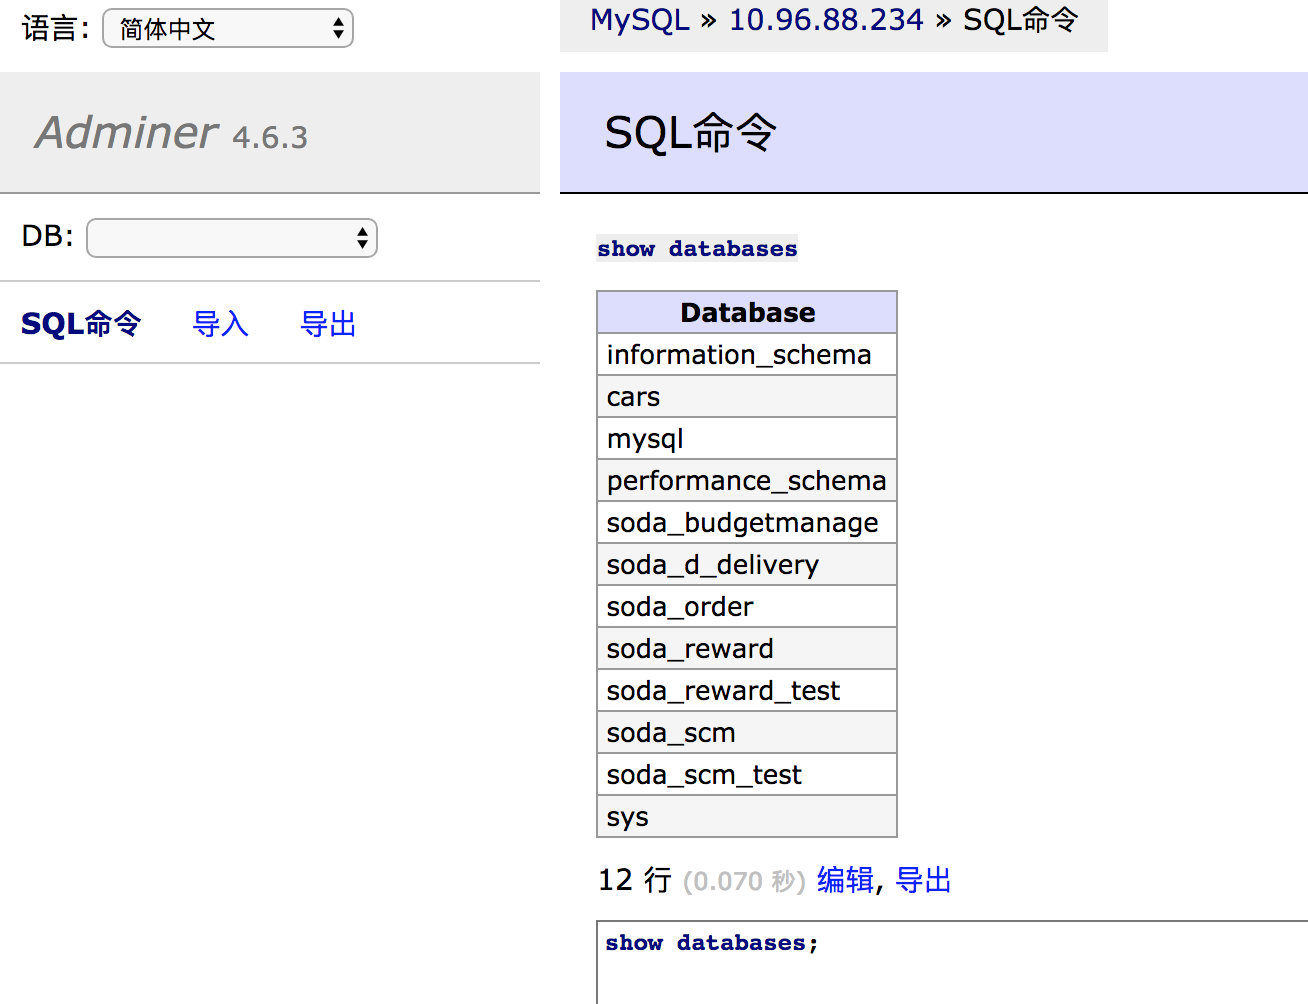 语言: 简体中文
MySQL » 10.96.88.234 » SQL命令
Adminer 4.6.3
SQL命令
DB:
SQL命令 导入 导出
show databases
Database
information_schema
cars
mysql
performance_schema
soda_budgetmanage
soda_d_delivery
soda_order
soda_reward
soda_reward_test
soda_scm
soda_scm_test
sys
12 行 (0.070 秒) 编辑, 导出
show databases;